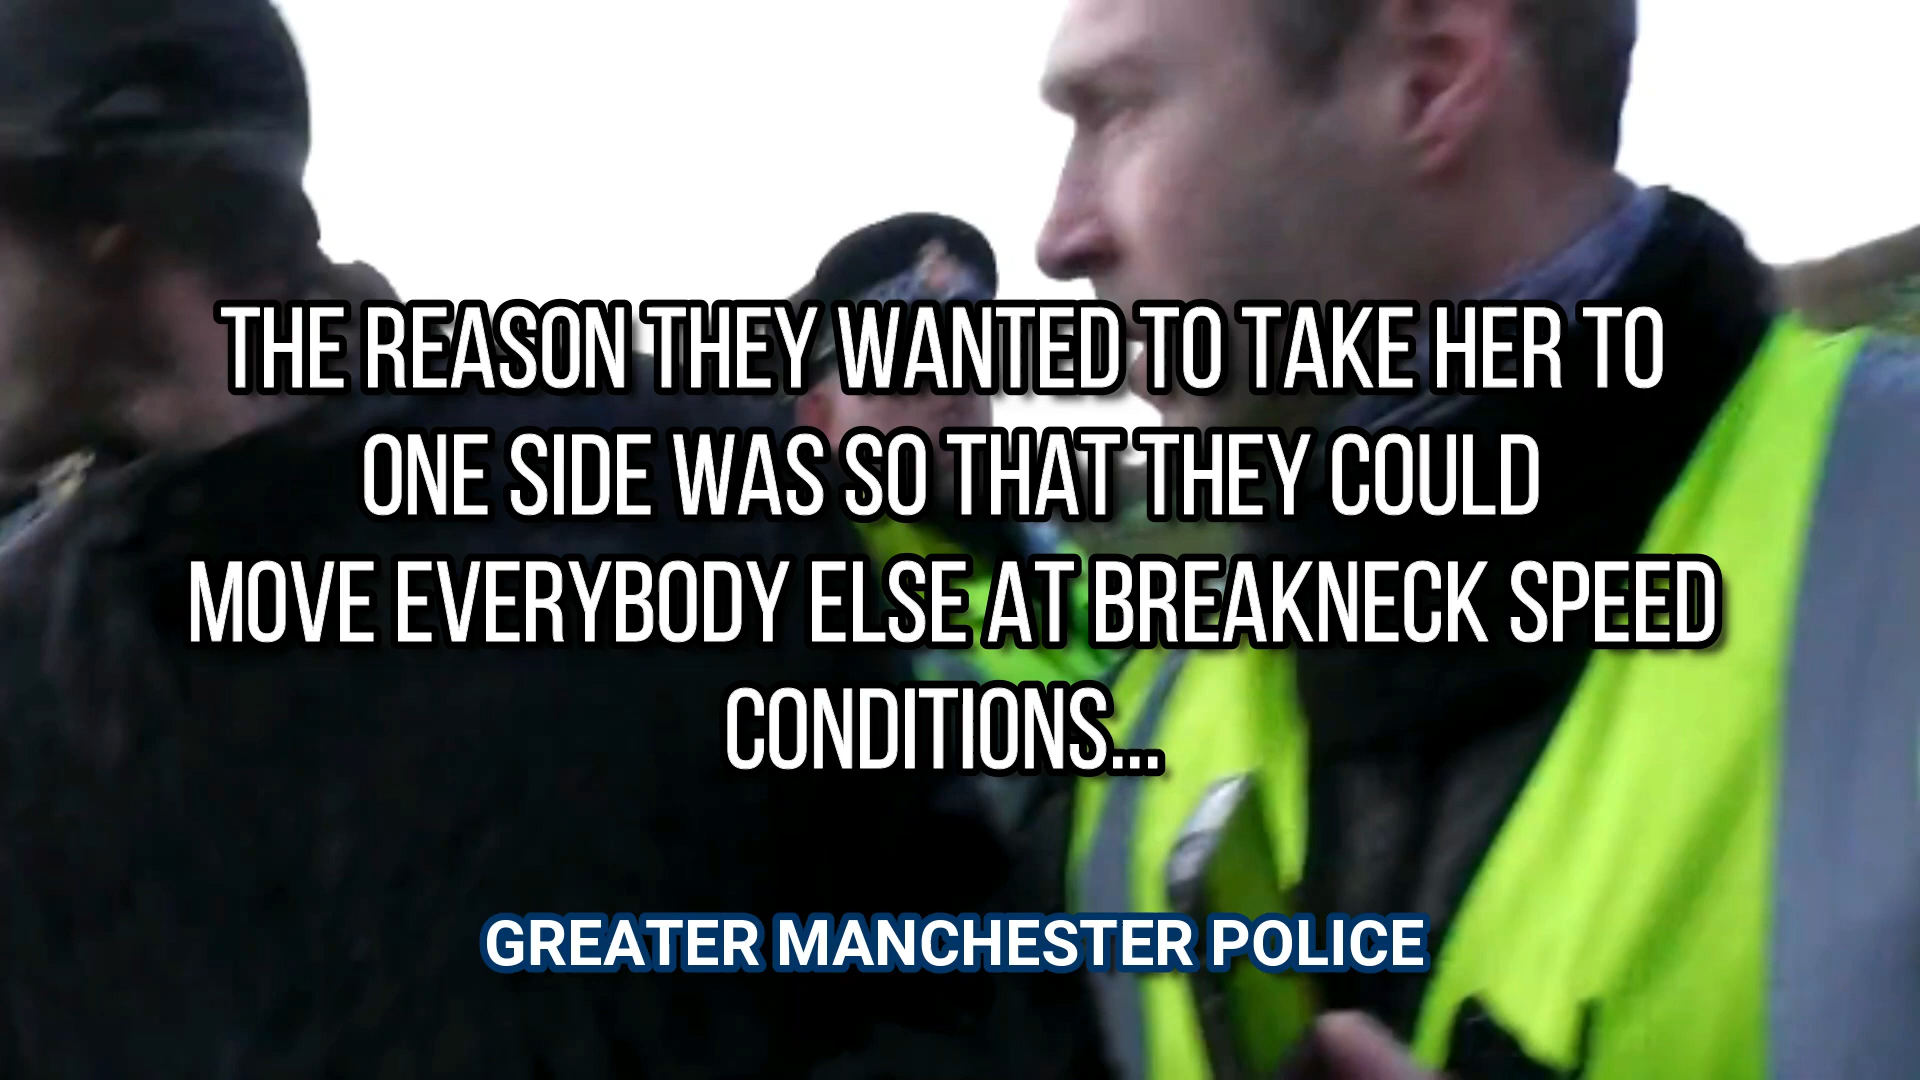 THE REASON THEY WANTED TO TAKE HER TO
ONE SIDE WAS SO THAT THEY COULD
MOVE EVERYBODY ELSE AT BREAKNECK SPEED
CONDITIONS...
GREATER MANCHESTER POLICE